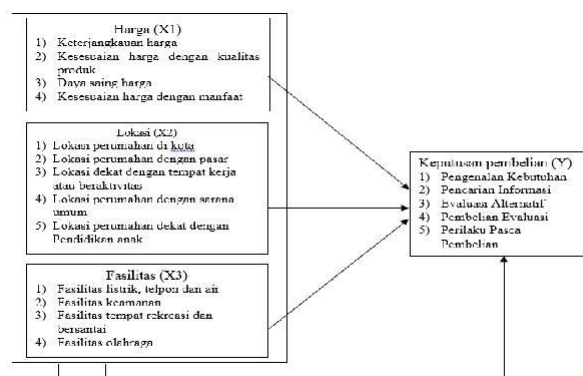 Harga (X1)
1) Keterjangkauan harga
2) Kesesuaian harga dengan kualitas
produk
3) Daya saing harga
4) Kesesuaian harga dengan manfaat
Lokasi (X2)
1) Lokasi perumahan di kota
2) Lokasi perumahan dengan pasar
3) Lokasi dekat dengan tempat kerja
atau beraktivitas
4) Lokasi perumahan dengan sarana
umum
5) Lokasi perumahan dekat dengan
Pendidikan anak
Fasilitas (X3)
1) Fasilitas listrik, telpon dan air
2) Fasilitas keamanan
3) Fasilitas tempat rekreasi dan
bersantai
4) Fasilitas olahraga
Keputusan pembelian (Y)
1) Pengenalan Kebutuhan
2) Pencarian Informasi
3) Evaluasi Alternatif
4) Pembelian Evaluasi
5) Perilaku Pasca
Pembelian